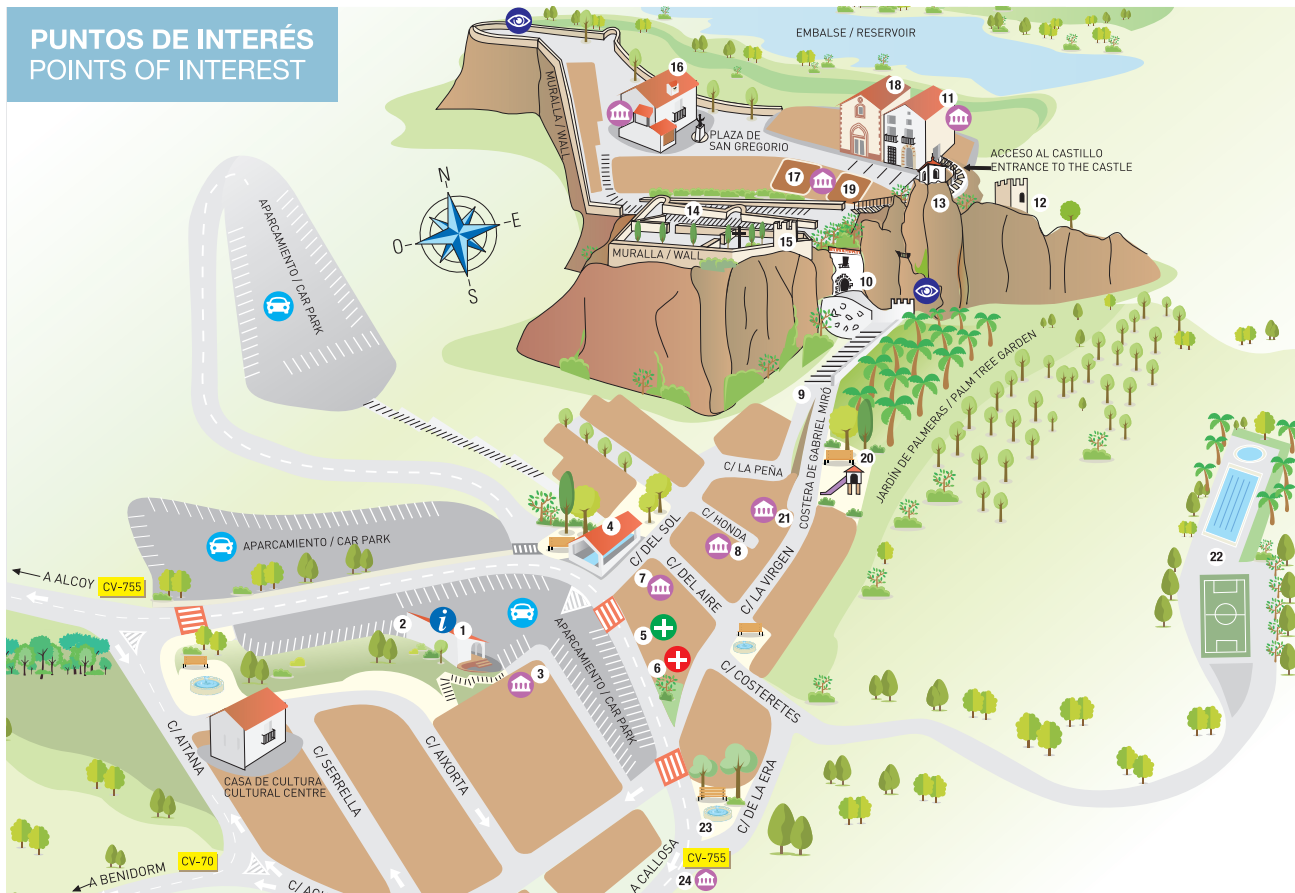 PUNTOS DE INTERÉS
POINTS OF INTEREST
EMBALSE / RESERVOIR
16
18
11
MURALLA / WALL
PLAZA DE
SAN GREGORIO
ACCESO AL CASTILLO
ENTRANCE TO THE CASTLE
17
19
13
12
14
15
MURALLA / WALL
10
N
O
E
S
APARCAMIENTO / CAR PARK
9
C/ LA PEÑA
COSTERA DE GABRIEL MIRÓ
20
JARDÍN DE PALMERAS / PALM TREE GARDEN
4
C/ DEL SOL
C/ HONDA
21
8
22
APARCAMIENTO / CAR PARK
A ALCOY
CV-755
7
C/ DEL AIRE
C/ LA VIRGEN
2
i
1
5
6
3
APARCAMIENTO / CAR PARK
C/ COSTERETES
C/ AITANA
C/ SERRELLA
C/ AIXORTA
CASA DE CULTURA
CULTURAL CENTRE
C/ DE LA ERA
23
A BENIDORM
CV-70
A CALLOSA
CV-755
24